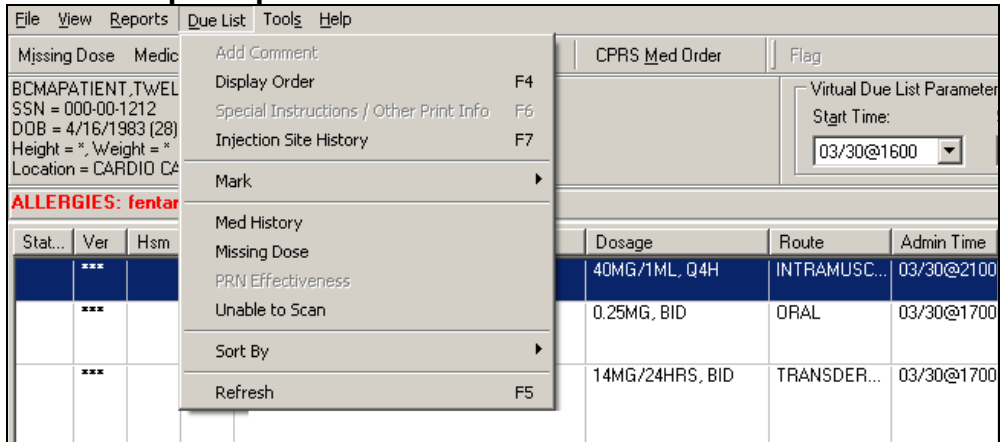 File View Reports Due List Tools Help
Missing Dose Medic CPRS Med Order Flag
BCMAPATIENT,TWEL
SSN = 000-00-1212
DOB = 4/16/1983 (28)
Height = *, Weight = *
Location = CARDIO CA
Virtual Due List Parameter
Start Time:
03/30@1600
Add Comment
Display Order F4
Special Instructions / Other Print Info F6
Injection Site History F7
Mark
Med History
Missing Dose
PRN Effectiveness
Unable to Scan
Sort By
Refresh F5
ALLERGIES: fentan
Stat... Ver Hsm Dosage Route Admin Time
*** 40MG/1ML, Q4H INTRAMUSC... 03/30@2100
*** 0.25MG, BID ORAL 03/30@1700
*** 14MG/24HRS, BID TRANSDER... 03/30@1700